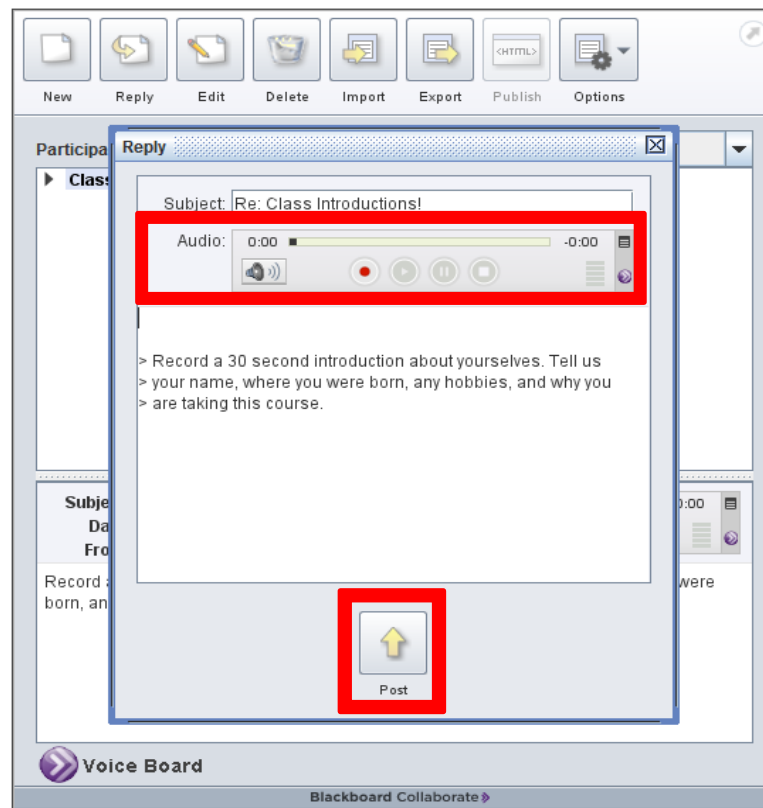 New Reply Edit Delete Import Export Publish Options
<HTML>
Participa
Reply
Class
Subject: Re: Class Introductions!
Audio: 0:00 -0:00
> Record a 30 second introduction about yourselves. Tell us
> your name, where you were born, any hobbies, and why you
> are taking this course.
Subje
0:00
Da
Fro
Record
were
born, an
Post
Voice Board
Blackboard Collaborate